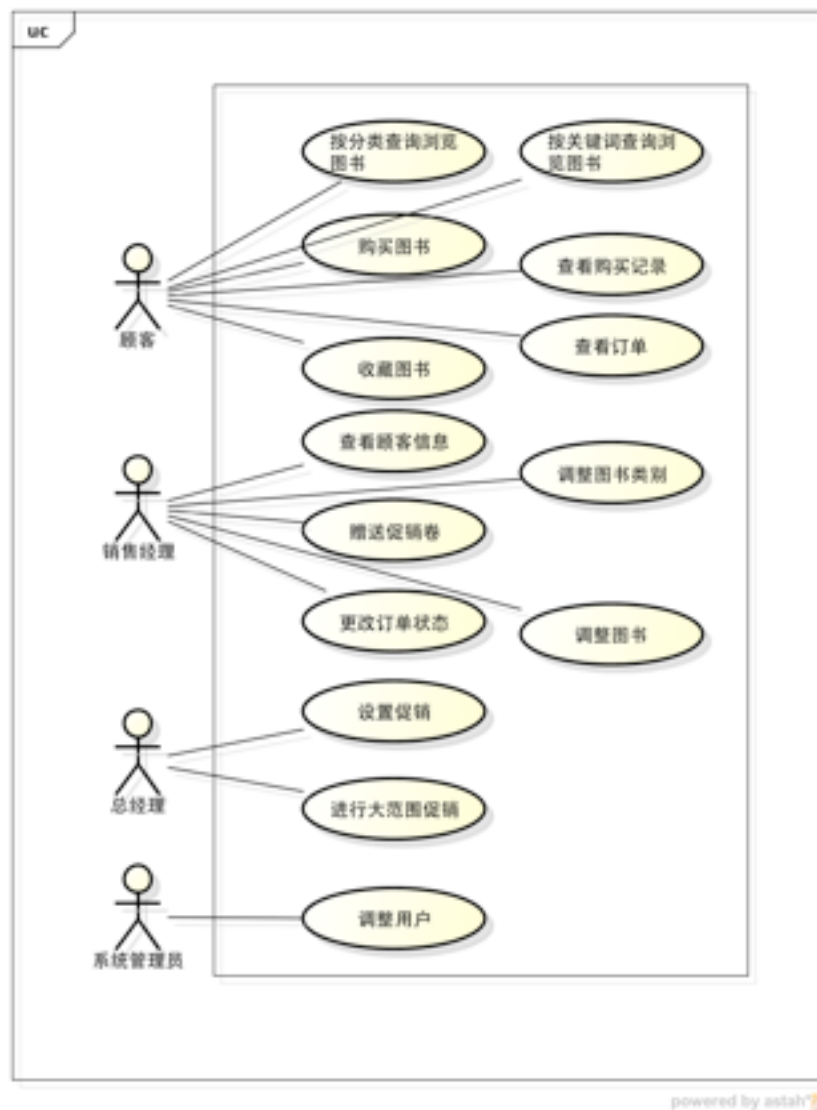 uc
按分类查询浏览
图书
按关键词查询浏
览图书
购买图书
查看购买记录
顾客
查看订单
收藏图书
查看顾客信息
调整图书类别
赠送促销卷
销售经理
更改订单状态
调整图书
设置促销
总经理
进行大范围促销
调整用户
系统管理员
powered by astah*